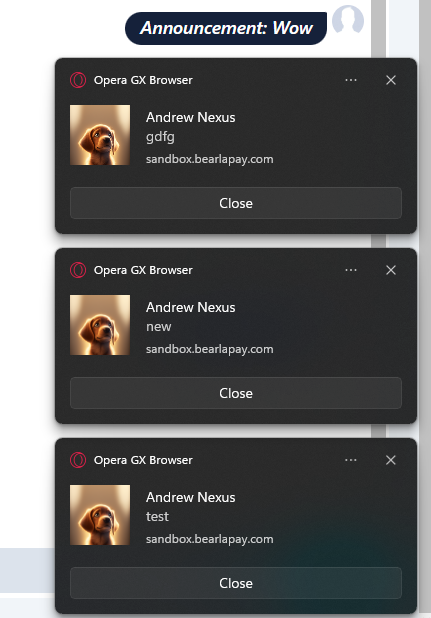 Announcement: Wow
Opera GX Browser
Andrew Nexus
gdfg
sandbox.bearlapay.com
Close
Opera GX Browser
Andrew Nexus
new
sandbox.bearlapay.com
Close
Opera GX Browser
Andrew Nexus
test
sandbox.bearlapay.com
Close